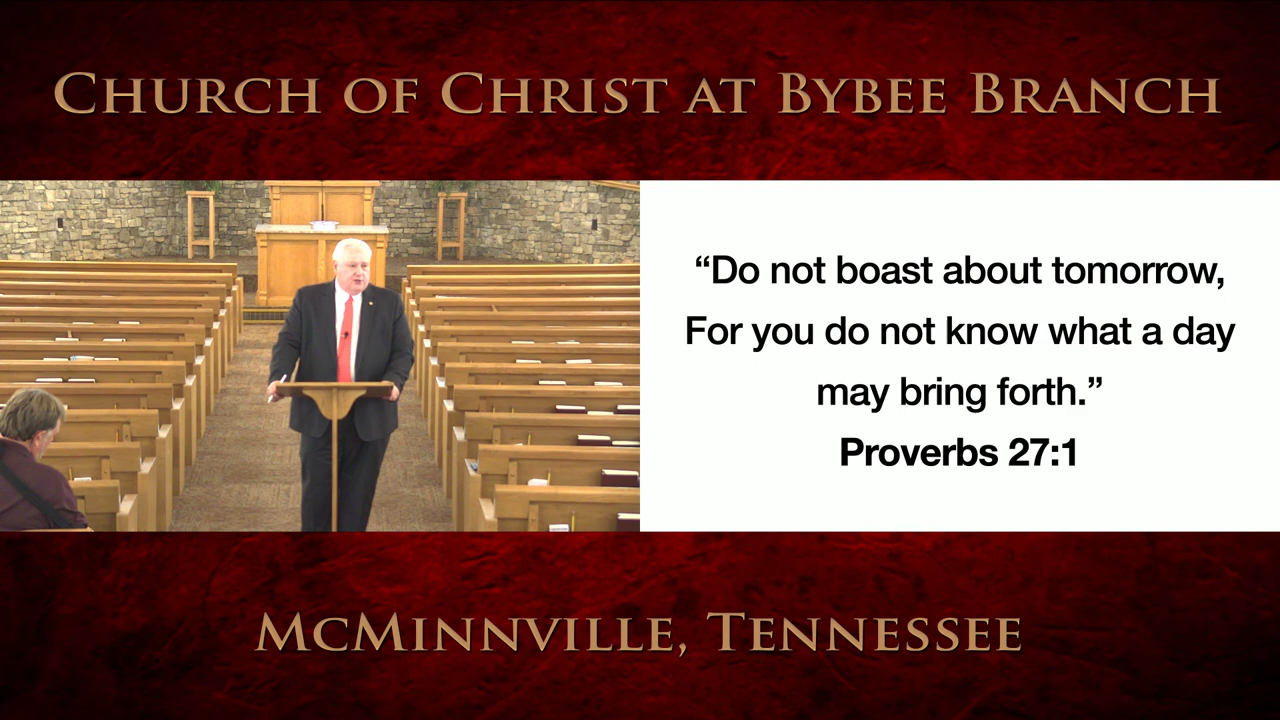 Church of Christ at Bybee Branch
“Do not boast about tomorrow,
For you do not know what a day
may bring forth.”
Proverbs 27:1
McMinnville, Tennessee